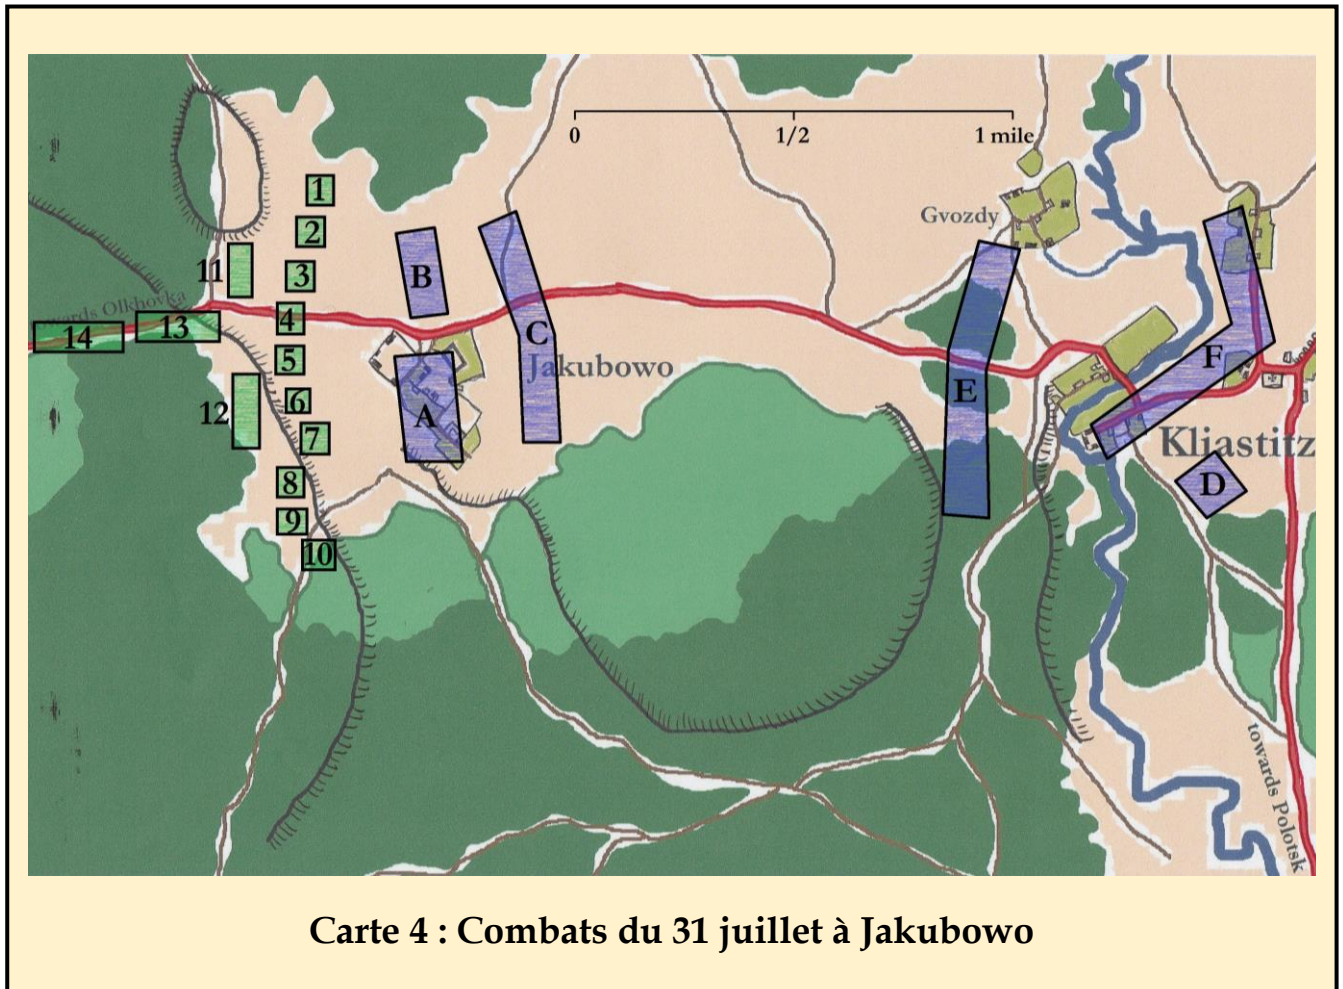 0 1/2 1 mile
1
2
Gvozdy
B
11
3
towards Olkhovka
4
14
13
C
F
5
Jakubowo
E
6
12
A
7
Kliastitz
8
D
9
10
towards Polotsk
Carte 4 : Combats du 31 juillet à Jakubowo